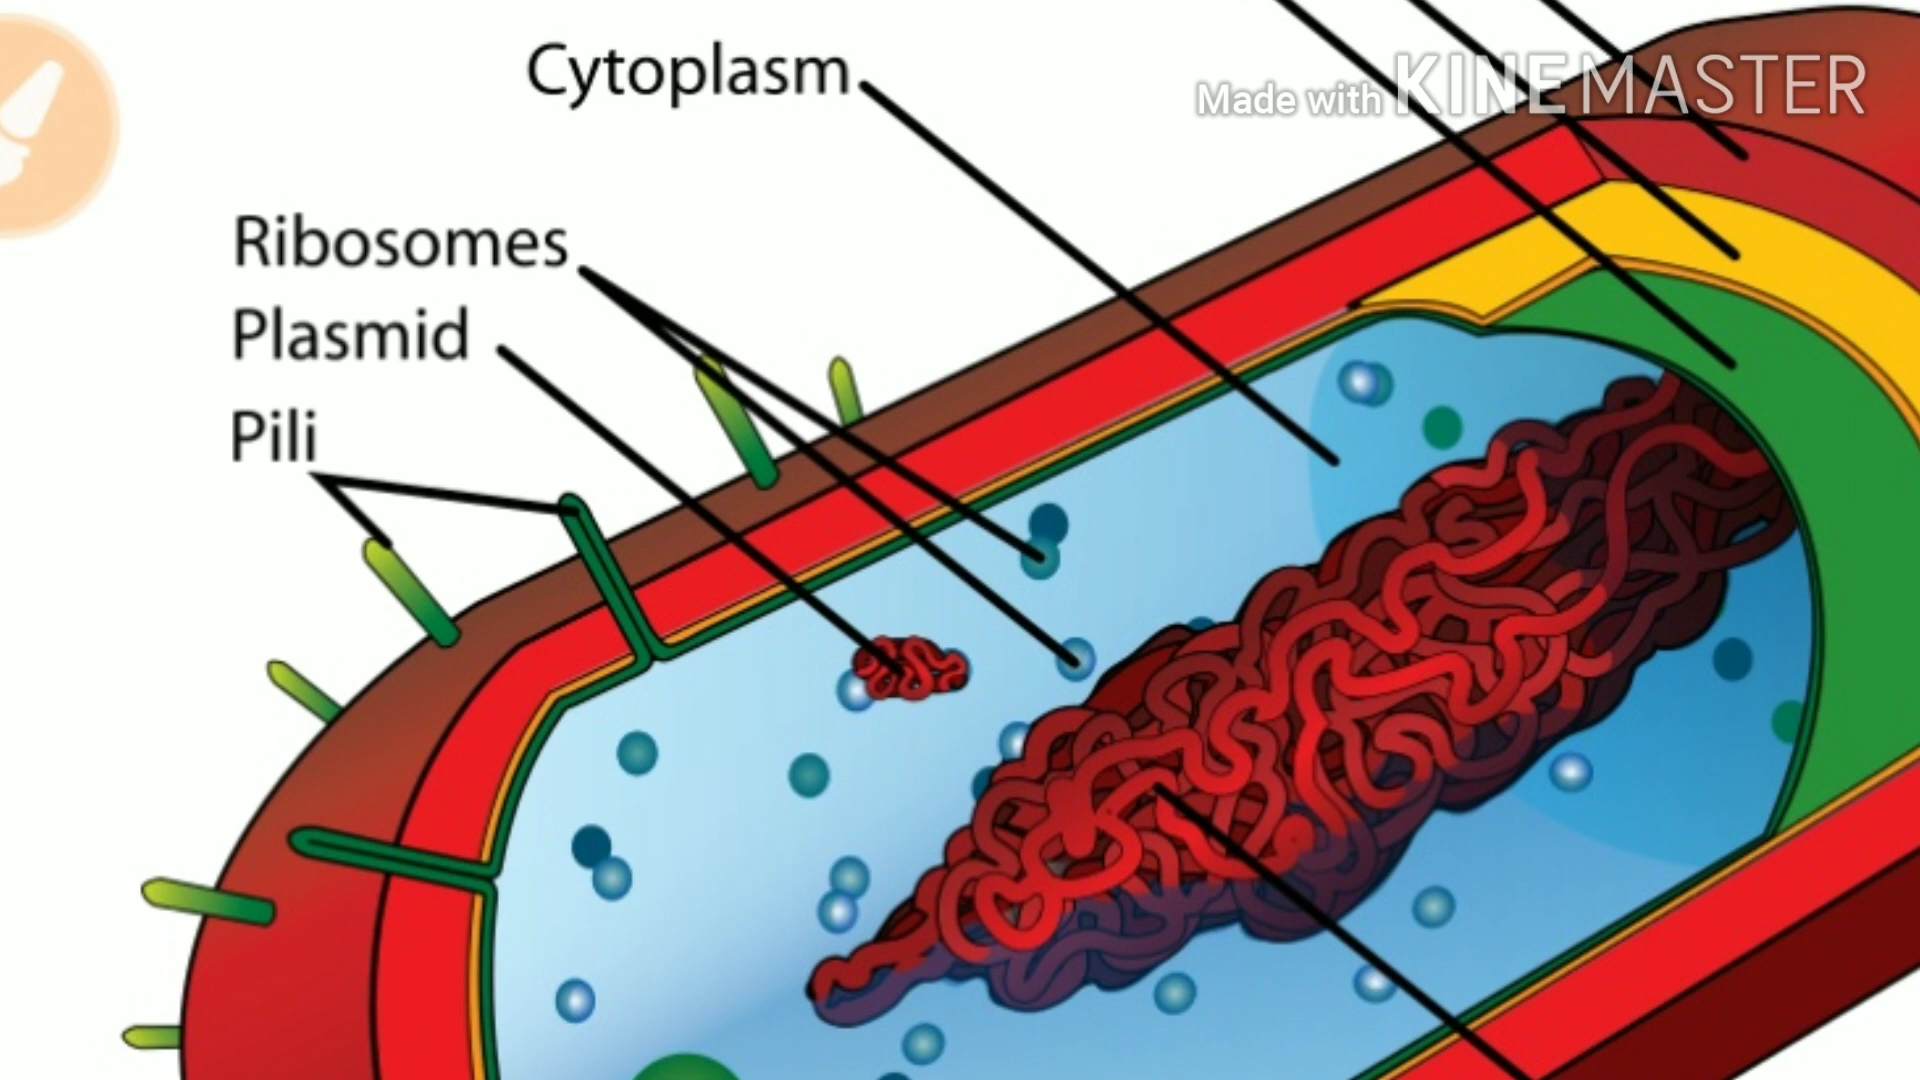 Cytoplasm
Made with KINEMASTER
Ribosomes
Plasmid
Pili